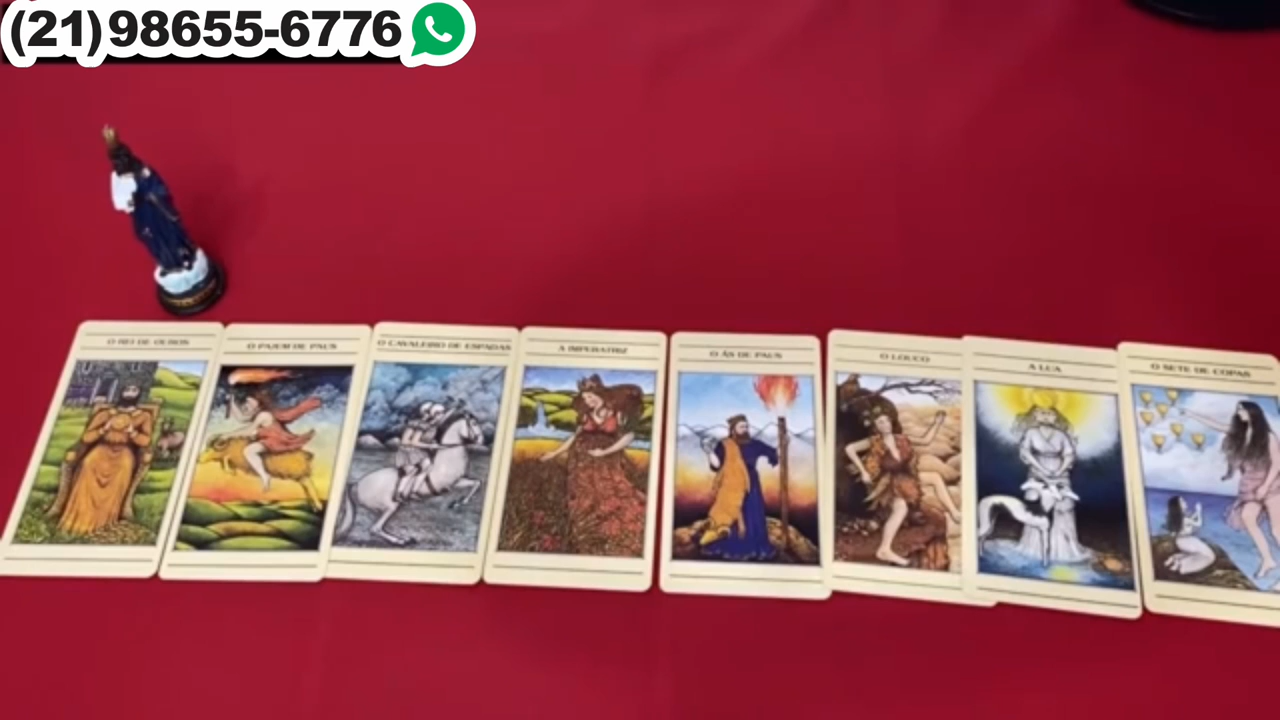 (21)98655-6776
O REI DE OUROS
O PAJEM DE PAUS
O CAVALEIRO DE ESPADAS
A IMPERATRIZ
O ÁS DE PAUS
O LOUCO
A LUA
O SETE DE COPAS